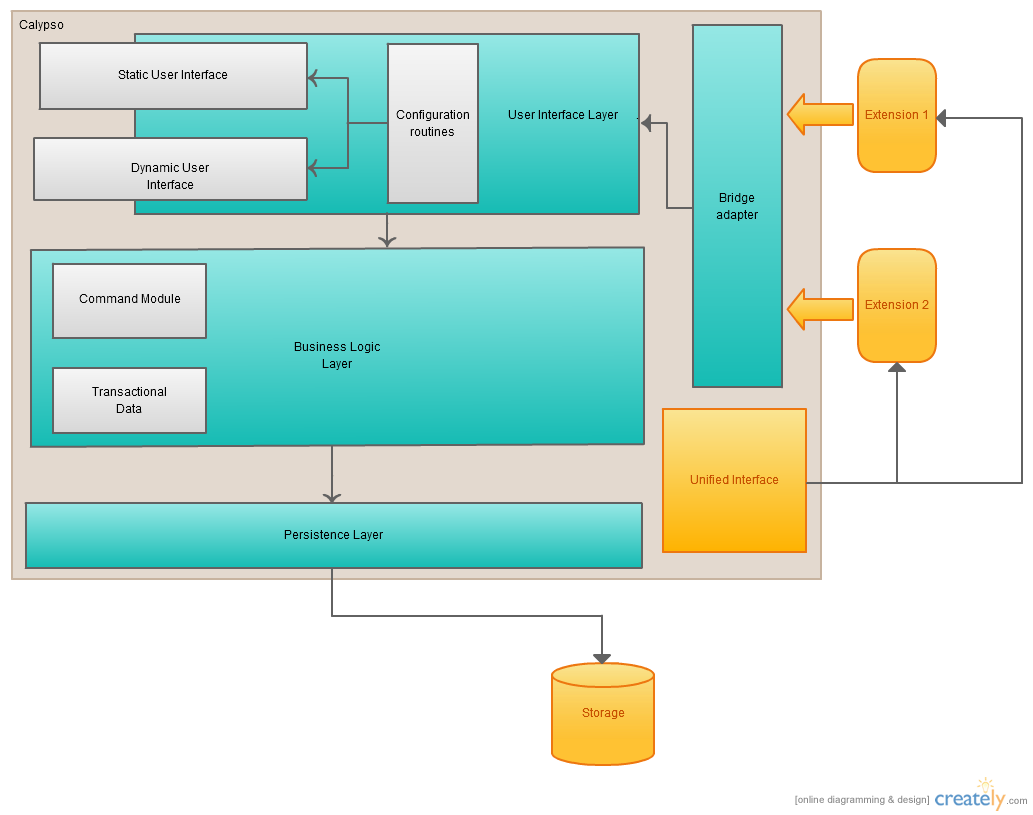 Calypso
Static User Interface
Configuration
routines
User Interface Layer
Dynamic User
Interface
Bridge
adapter
Extension 1
Extension 2
Command Module
Business Logic
Layer
Transactional
Data
Unified Interface
Persistence Layer
Storage
[online diagramming & design] creately.com